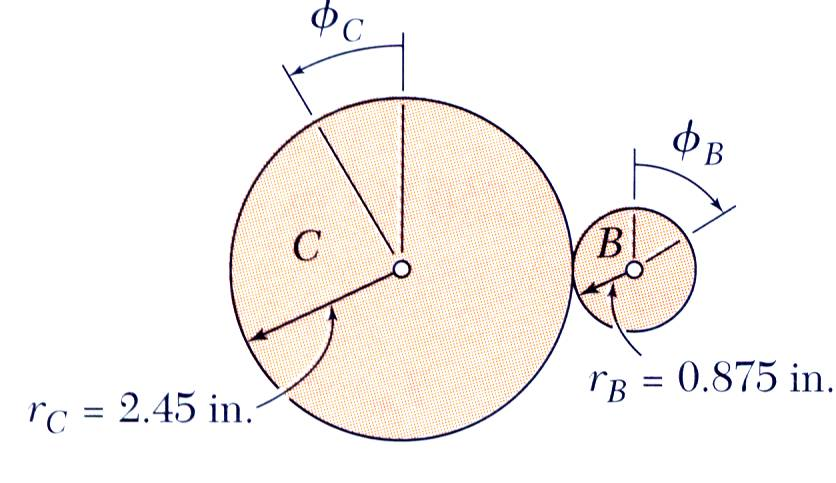 ϕC
ϕB
C
B
rB = 0.875 in.
rC = 2.45 in.